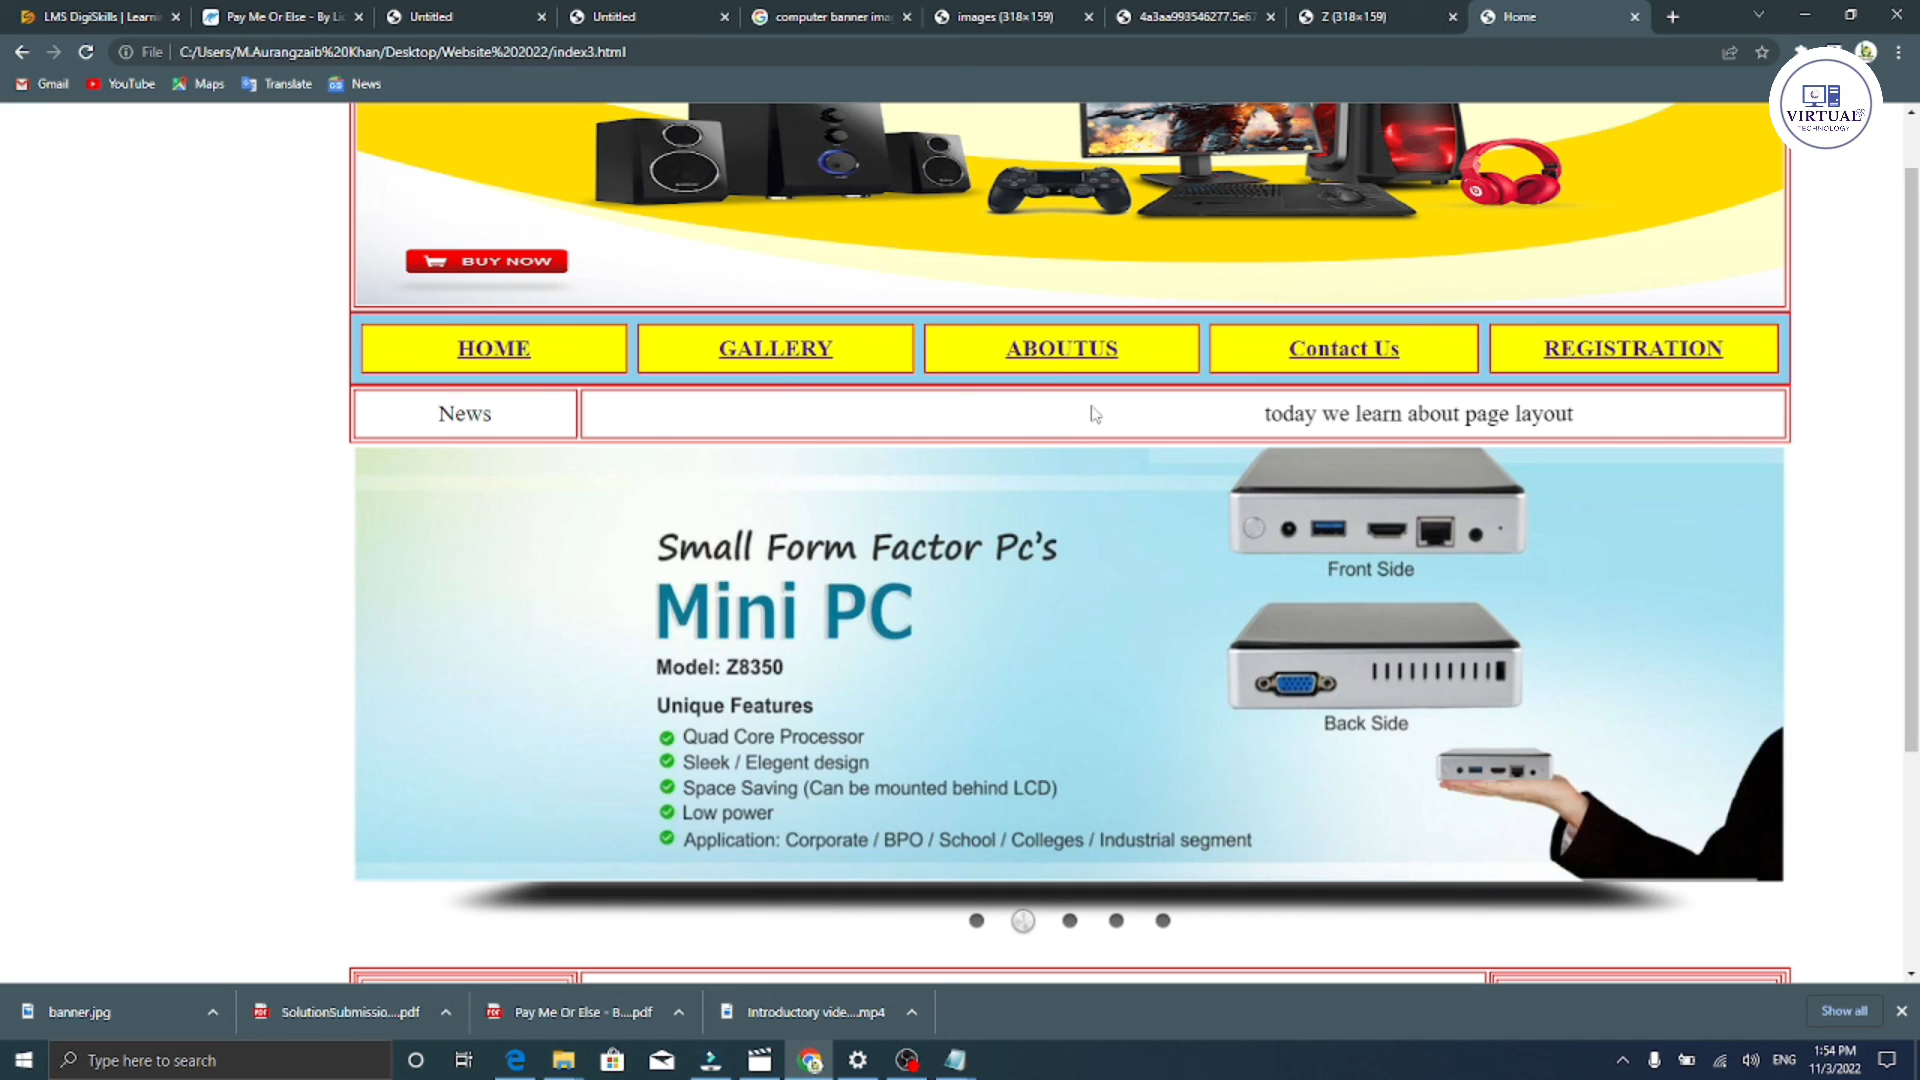 LMS DigiSkills | Learni
Pay Me Or Else - By Lic
Untitled
Untitled
computer banner ima
images (318×159)
4a3aa993546277.5e67
Z (318×159)
Home
File
C:/Users/M.Aurangzaib%20Khan/Desktop/Website%202022/index3.html
Gmail
YouTube
Maps
Translate
News
VIRTUAL
TECHNOLOGY
BUY NOW
HOME
GALLERY
ABOUTUS
Contact Us
REGISTRATION
News
today we learn about page layout
Small Form Factor Pc's
Mini PC
Model: Z8350
Unique Features
Quad Core Processor
Sleek / Elegent design
Space Saving (Can be mounted behind LCD)
Low power
Application: Corporate / BPO / School / Colleges / Industrial segment
Front Side
Back Side
banner.jpg
SolutionSubmissio....pdf
Pay Me Or Else - B....pdf
Introductory vide....mp4
Show all
Type here to search
ENG
1:54 PM
11/3/2022